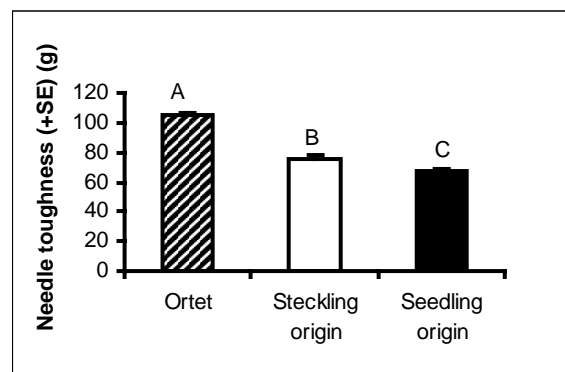 Needle toughness (+SE) (g)
120
100
80
60
40
20
0
A
B
C
Ortet
Steckling
origin
Seedling
origin